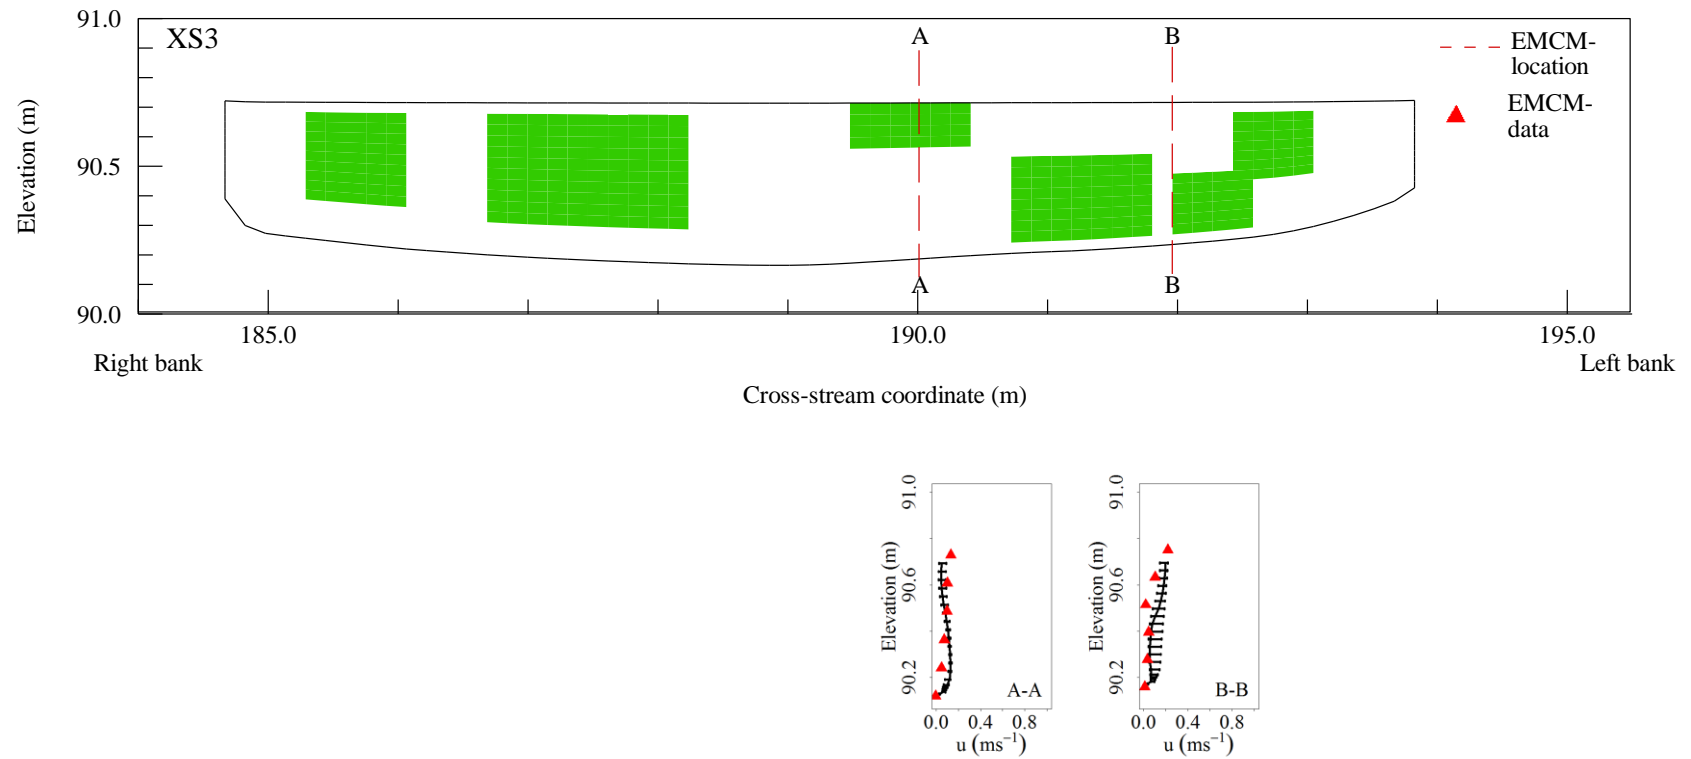 91.0
XS3
A
B
EMCM-
location
EMCM-
data
Elevation (m)
90.5
A
B
90.0
185.0
190.0
195.0
Right bank
Left bank
Cross-stream coordinate (m)
91.0
90.6
90.2
Elevation (m)
A-A
0.0 0.4 0.8
u (ms⁻¹)
91.0
90.6
90.2
Elevation (m)
B-B
0.0 0.4 0.8
u (ms⁻¹)